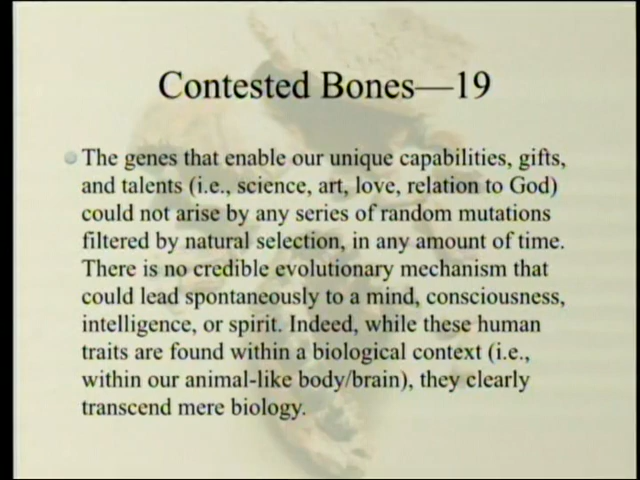 Contested Bones—19
The genes that enable our unique capabilities, gifts,
and talents (i.e., science, art, love, relation to God)
could not arise by any series of random mutations
filtered by natural selection, in any amount of time.
There is no credible evolutionary mechanism that
could lead spontaneously to a mind, consciousness,
intelligence, or spirit. Indeed, while these human
traits are found within a biological context (i.e.,
within our animal-like body/brain), they clearly
transcend mere biology.